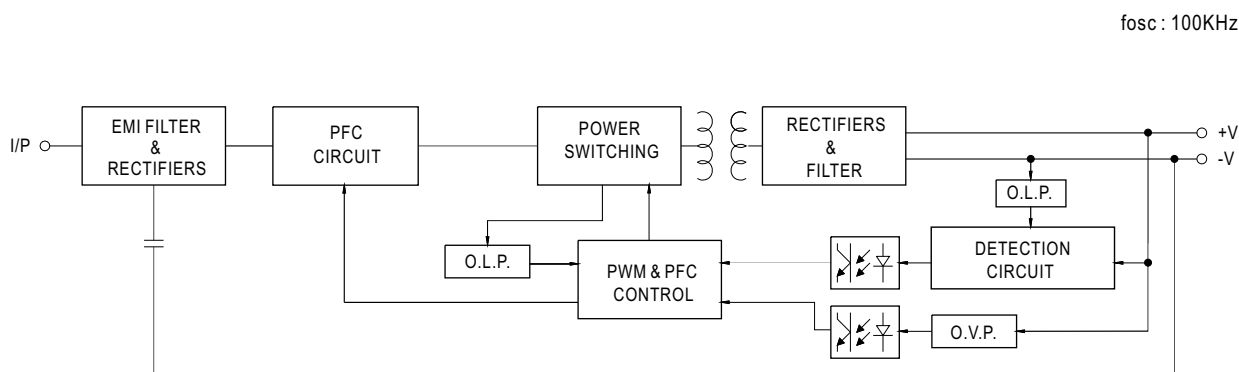 fosc : 100KHz
I/P
EMI FILTER
&
RECTIFIERS
PFC
CIRCUIT
POWER
SWITCHING
RECTIFIERS
&
FILTER
+V
-V
O.L.P.
O.L.P.
PWM & PFC
CONTROL
DETECTION
CIRCUIT
O.V.P.